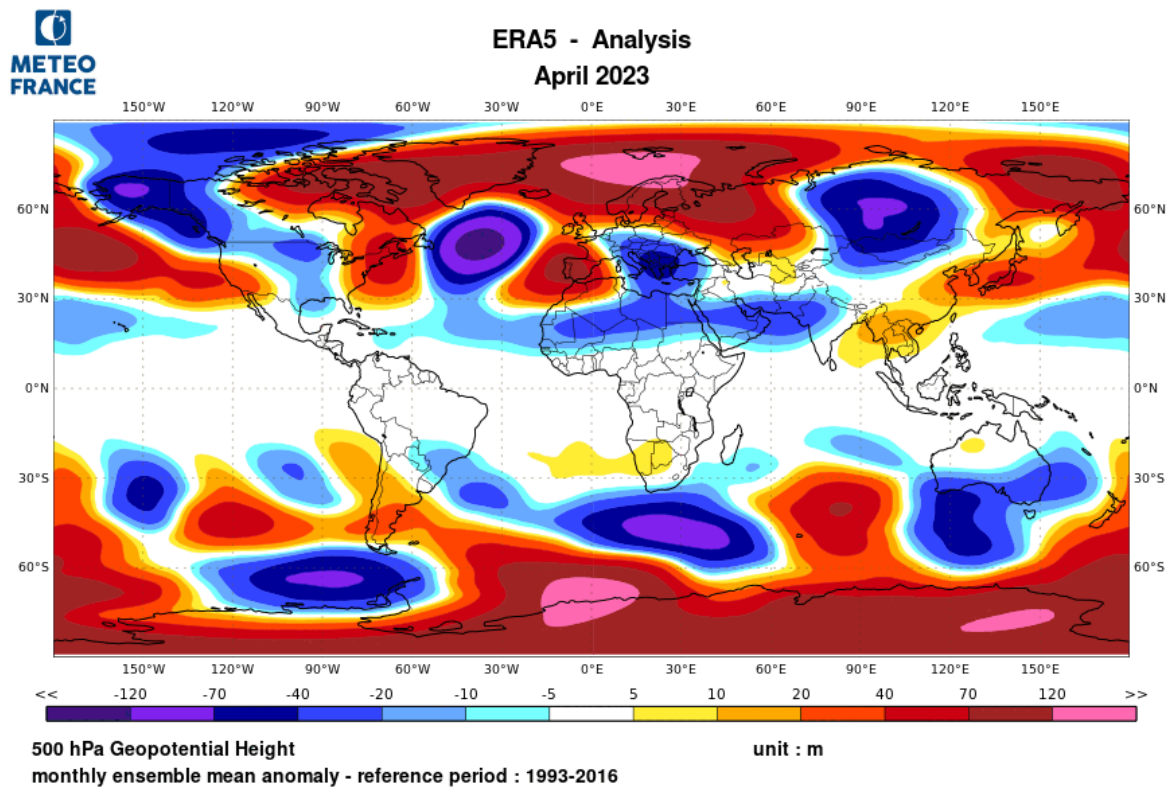 METEO
FRANCE
ERA5 - Analysis
April 2023
150°W 120°W 90°W 60°W 30°W 0°E 30°E 60°E 90°E 120°E 150°E
60°N 60°N
30°N 30°N
0°N 0°N
30°S 30°S
60°S 60°S
150°W 120°W 90°W 60°W 30°W 0°E 30°E 60°E 90°E 120°E 150°E
<< -120 -70 -40 -20 -10 -5 5 10 20 40 70 120 >>
500 hPa Geopotential Height unit : m
monthly ensemble mean anomaly - reference period : 1993-2016